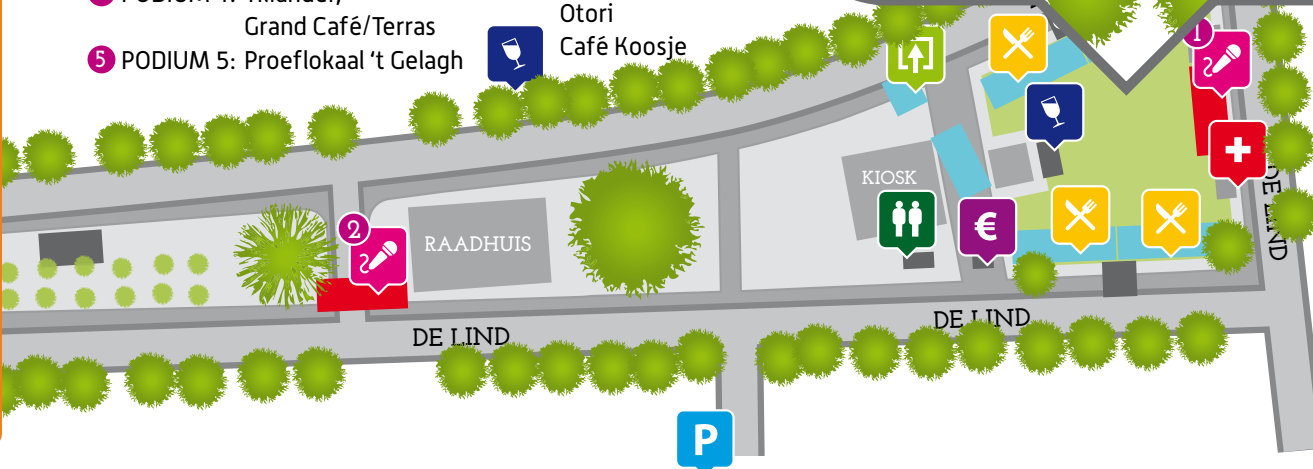 Grand Café/Terras
5 PODIUM 5: Proeflokaal ‘t Gelagh
Otori
Café Koosje
1
KIOSK
2
RAADHUIS
€
DE LIND
DE LIND
DE LIND
P